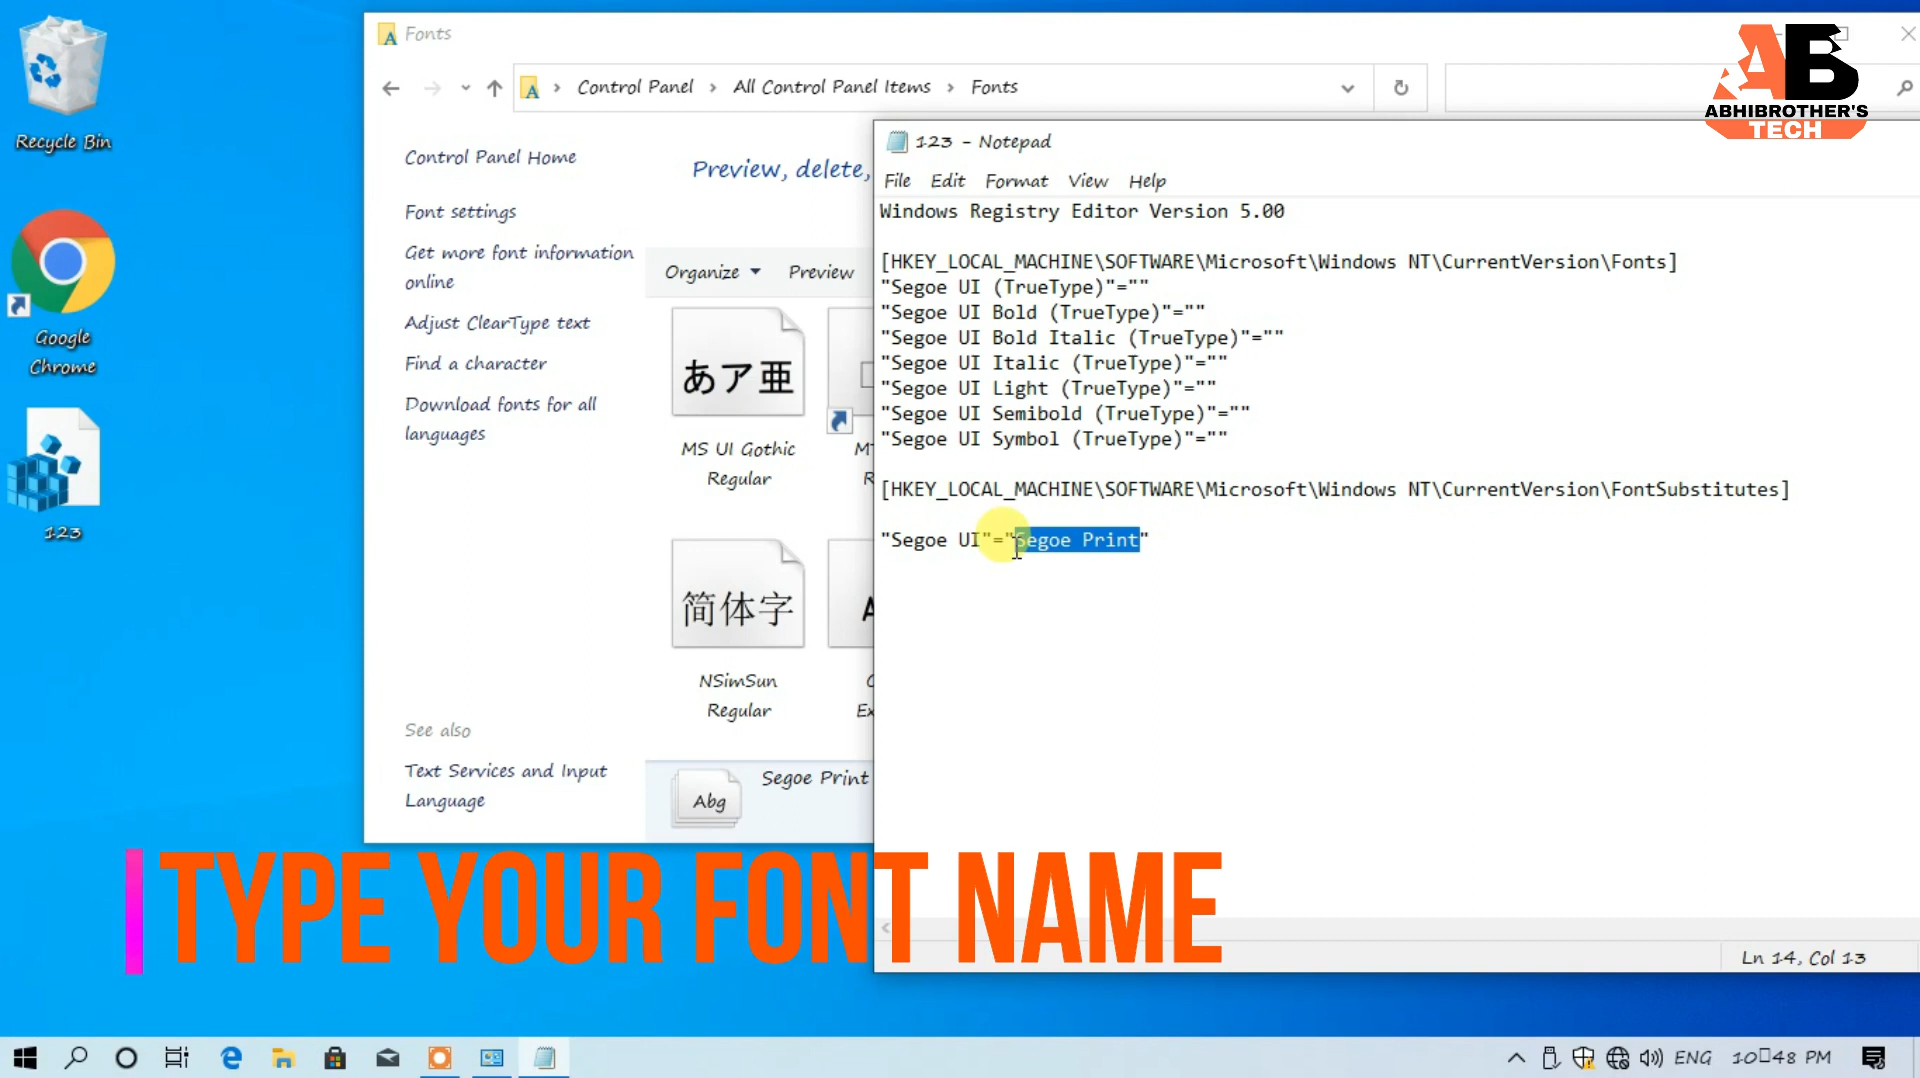 Recycle Bin
Google
Chrome
123
Fonts
Control Panel
All Control Panel Items
Fonts
ABHIBROTHER'S
TECH
Control Panel Home
Font settings
Get more font information
online
Adjust ClearType text
Find a character
Download fonts for all
languages
See also
Text Services and Input
Language
Preview, delete,
Organize
Preview
あア亜
MS UI Gothic
Regular
简体字
NSimSun
Regular
Ex
Abg
Segoe Print
123 - Notepad
File Edit Format View Help
Windows Registry Editor Version 5.00
[HKEY_LOCAL_MACHINE\SOFTWARE\Microsoft\Windows NT\CurrentVersion\Fonts]
"Segoe UI (TrueType)"=""
"Segoe UI Bold (TrueType)"=""
"Segoe UI Bold Italic (TrueType)"=""
"Segoe UI Italic (TrueType)"=""
"Segoe UI Light (TrueType)"=""
"Segoe UI Semibold (TrueType)"=""
"Segoe UI Symbol (TrueType)"=""
[HKEY_LOCAL_MACHINE\SOFTWARE\Microsoft\Windows NT\CurrentVersion\FontSubstitutes]
"Segoe UI"="Segoe Print"
Ln 14, Col 13
TYPE YOUR FONT NAME
ENG
10□48 PM